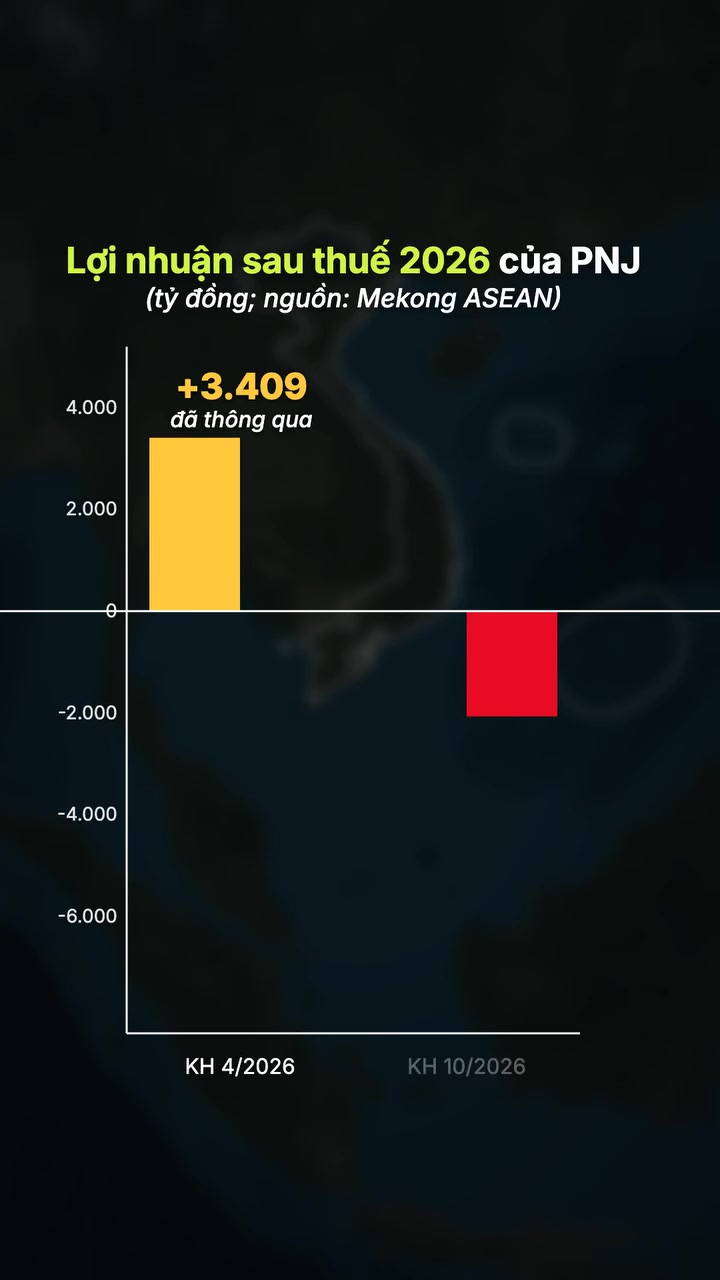 Lợi nhuận sau thuế 2026 của PNJ
(tỷ đồng; nguồn: Mekong ASEAN)
+3.409
đã thông qua
4.000
2.000
0
-2.000
-4.000
-6.000
KH 4/2026 KH 10/2026